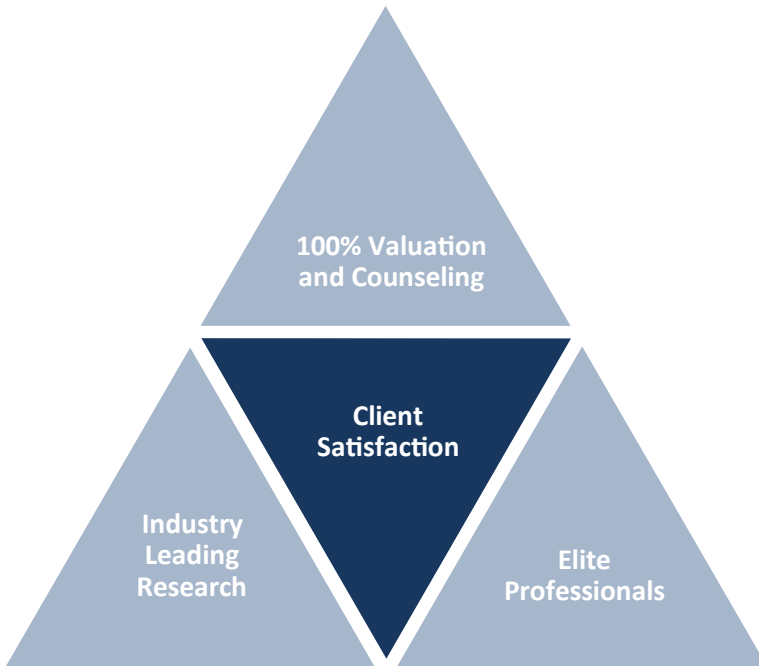 100% Valuation
and Counseling
Client
Satisfaction
Industry
Leading
Research
Elite
Professionals